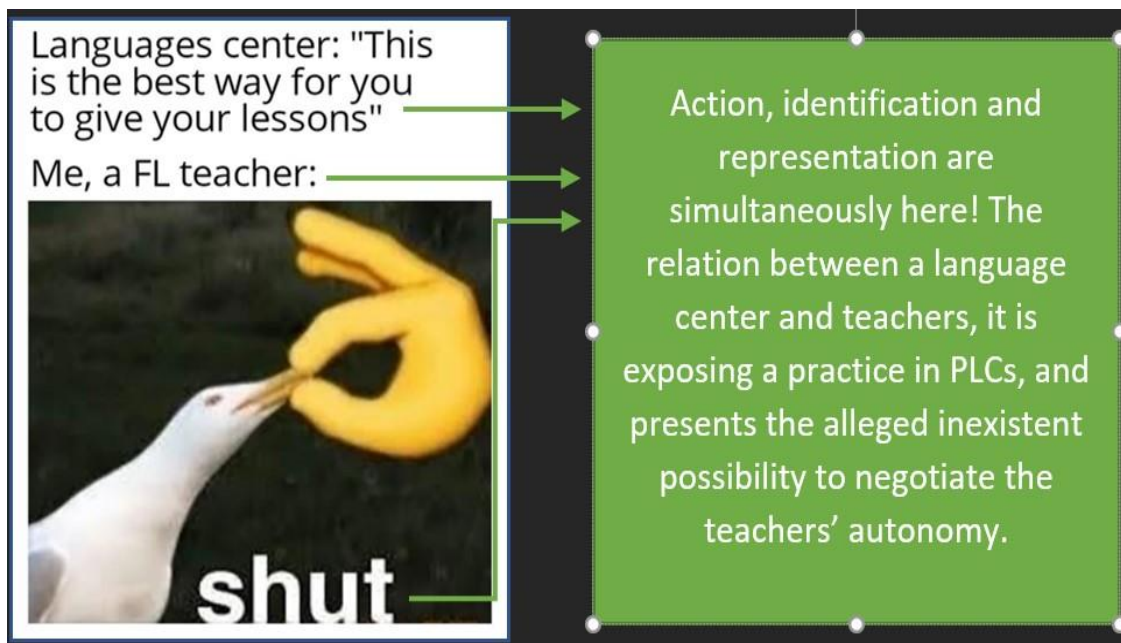 Languages center: "This
is the best way for you
to give your lessons"
Me, a FL teacher:
shut
Action, identification and
representation are
simultaneously here! The
relation between a language
center and teachers, it is
exposing a practice in PLCs, and
presents the alleged inexistent
possibility to negotiate the
teachers’ autonomy.